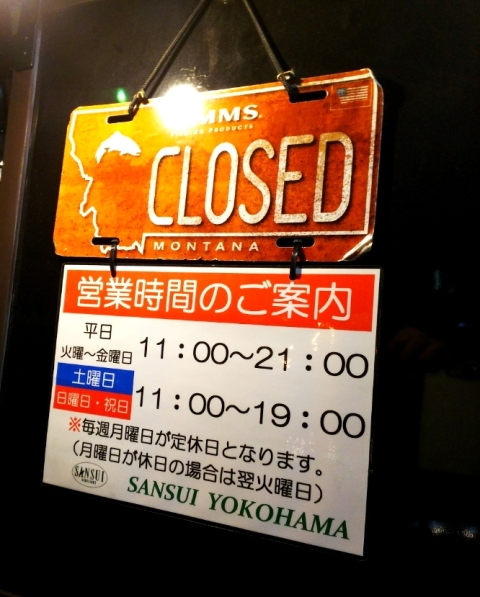 SIMMS.
FISHING PRODUCTS
CLOSED
MONTANA
営業時間のご案内
平日
火曜～金曜日 11：00～21：00
土曜日
日曜日・祝日 11：00～19：00
※毎週月曜日が定休日となります。
（月曜日が休日の場合は翌火曜日）
SANSUI SANSUI YOKOHAMA